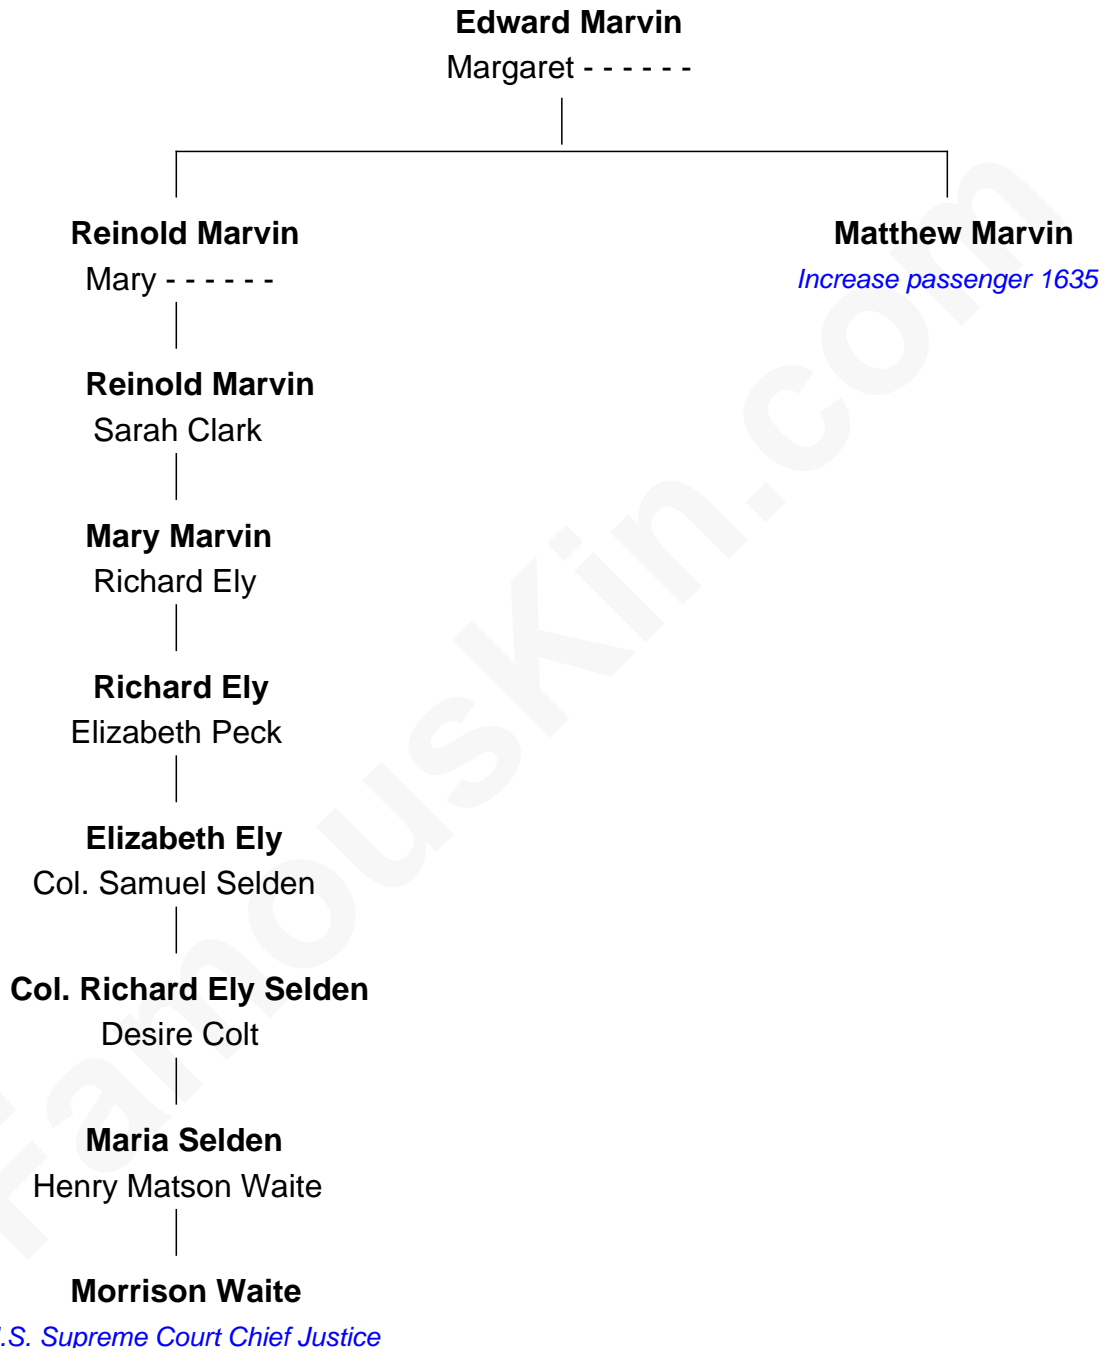 Edward Marvin
Margaret - - - - - -
Reinold Marvin
Matthew Marvin
Mary - - - - - -
Increase passenger 1635
Reinold Marvin
Sarah Clark
Mary Marvin
Richard Ely
Richard Ely
Elizabeth Peck
Elizabeth Ely
Col. Samuel Selden
Col. Richard Ely Selden
Desire Colt
Maria Selden
Henry Matson Waite
Morrison Waite
.S. Supreme Court Chief Justice
FamousKin.com